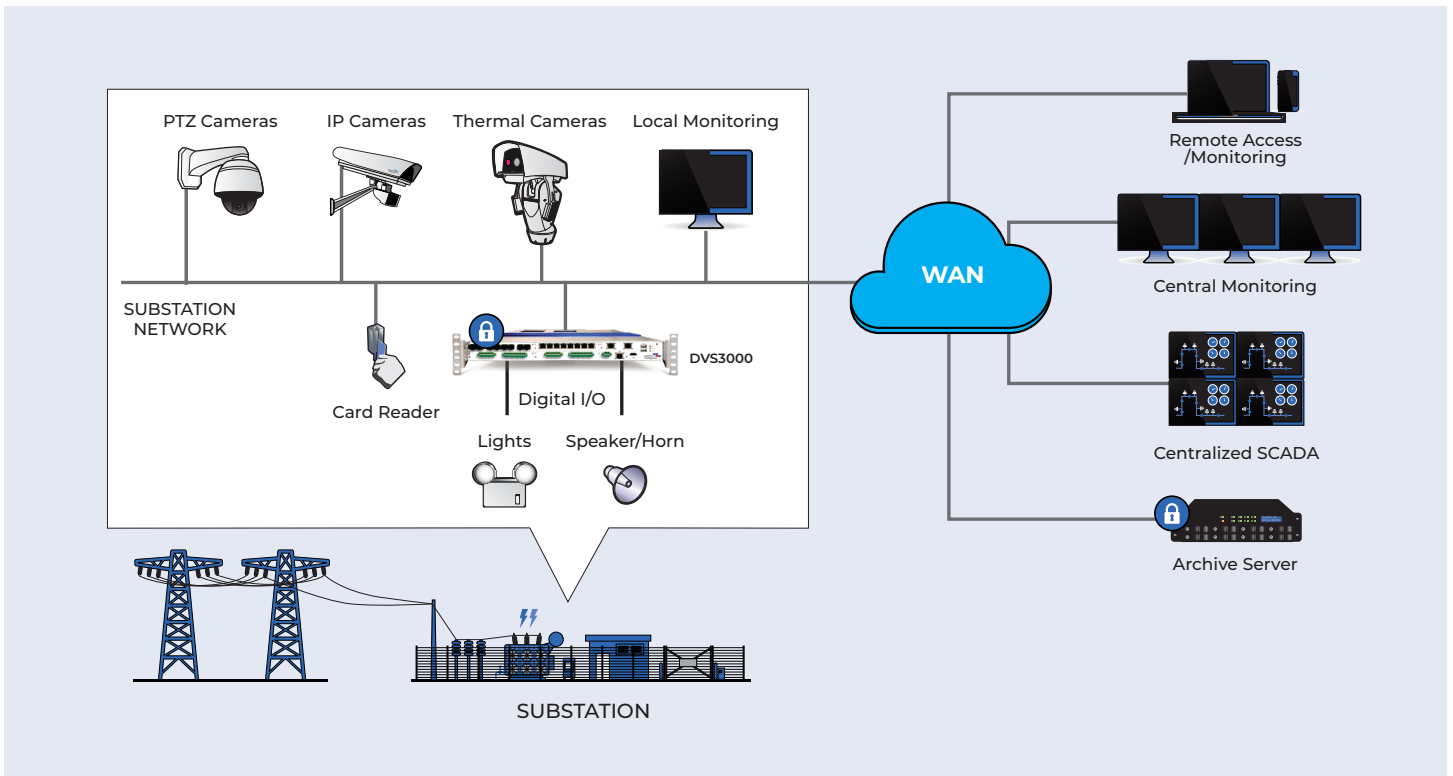 PTZ Cameras
IP Cameras
Thermal Cameras
Local Monitoring
SUBSTATION
NETWORK
Card Reader
DVS3000
Digital I/O
Lights
Speaker/Horn
SUBSTATION
WAN
Remote Access
/Monitoring
Central Monitoring
Centralized SCADA
Archive Server